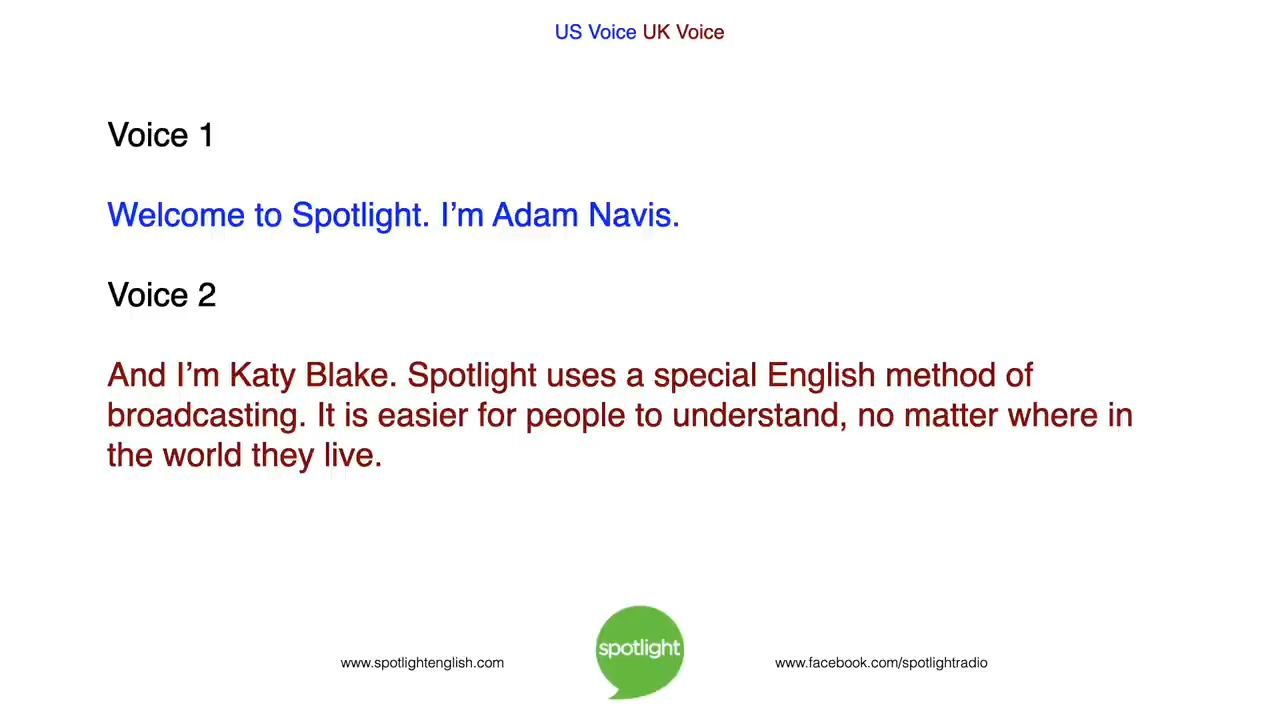 US Voice UK Voice
Voice 1
Welcome to Spotlight. I’m Adam Navis.
Voice 2
And I’m Katy Blake. Spotlight uses a special English method of
broadcasting. It is easier for people to understand, no matter where in
the world they live.
spotlight
www.spotlightenglish.com
www.facebook.com/spotlightradio